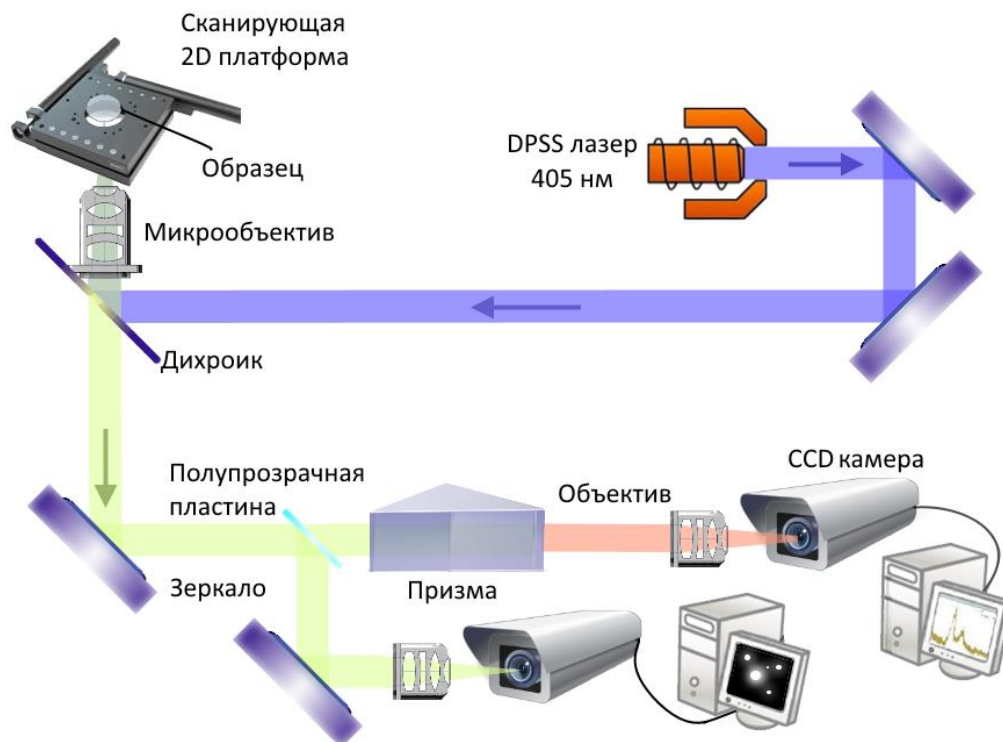 Сканирующая
2D платформа
Образец
DPSS лазер
405 нм
Микрообъектив
Дихроик
Полупрозрачная
пластина
Объектив
CCD камера
Зеркало
Призма